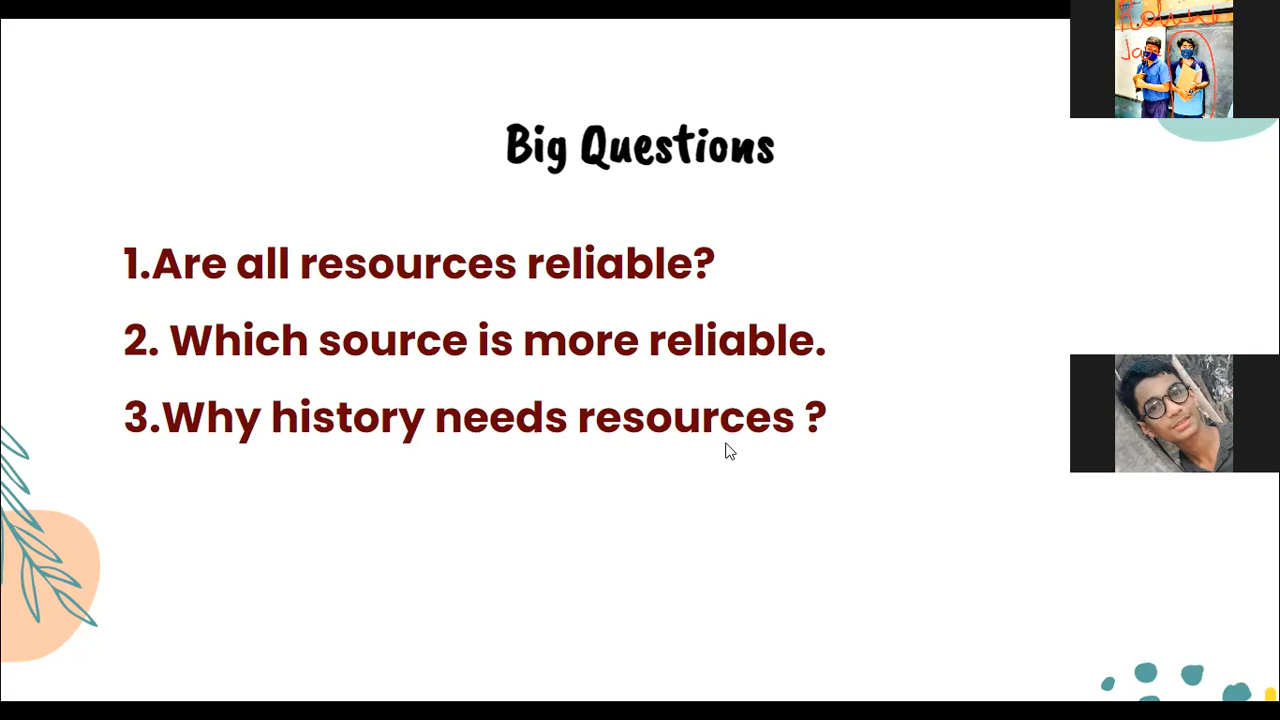 Big Questions
1.Are all resources reliable?
2. Which source is more reliable.
3.Why history needs resources ?